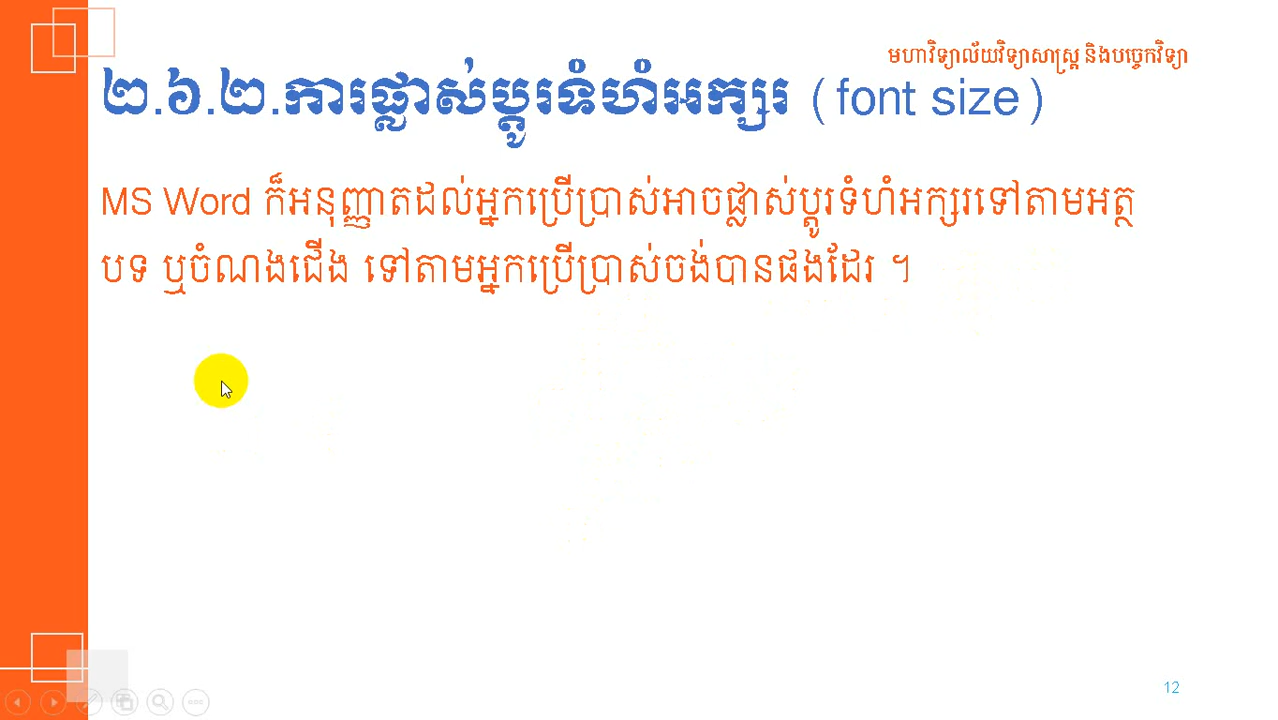 មហាវិទ្យាល័យវិទ្យាសាស្ត្រ និងបច្ចេកវិទ្យា
២.៦.២.ការផ្លាស់ប្តូរទំហំអក្សរ (font size)
MS Word ក៏អនុញ្ញាតដល់អ្នកប្រើប្រាស់អាចផ្លាស់ប្តូរទំហំអក្សរទៅតាមអត្ថ
បទ ឬចំណងជើង ទៅតាមអ្នកប្រើប្រាស់ចង់បានផងដែរ ។
12